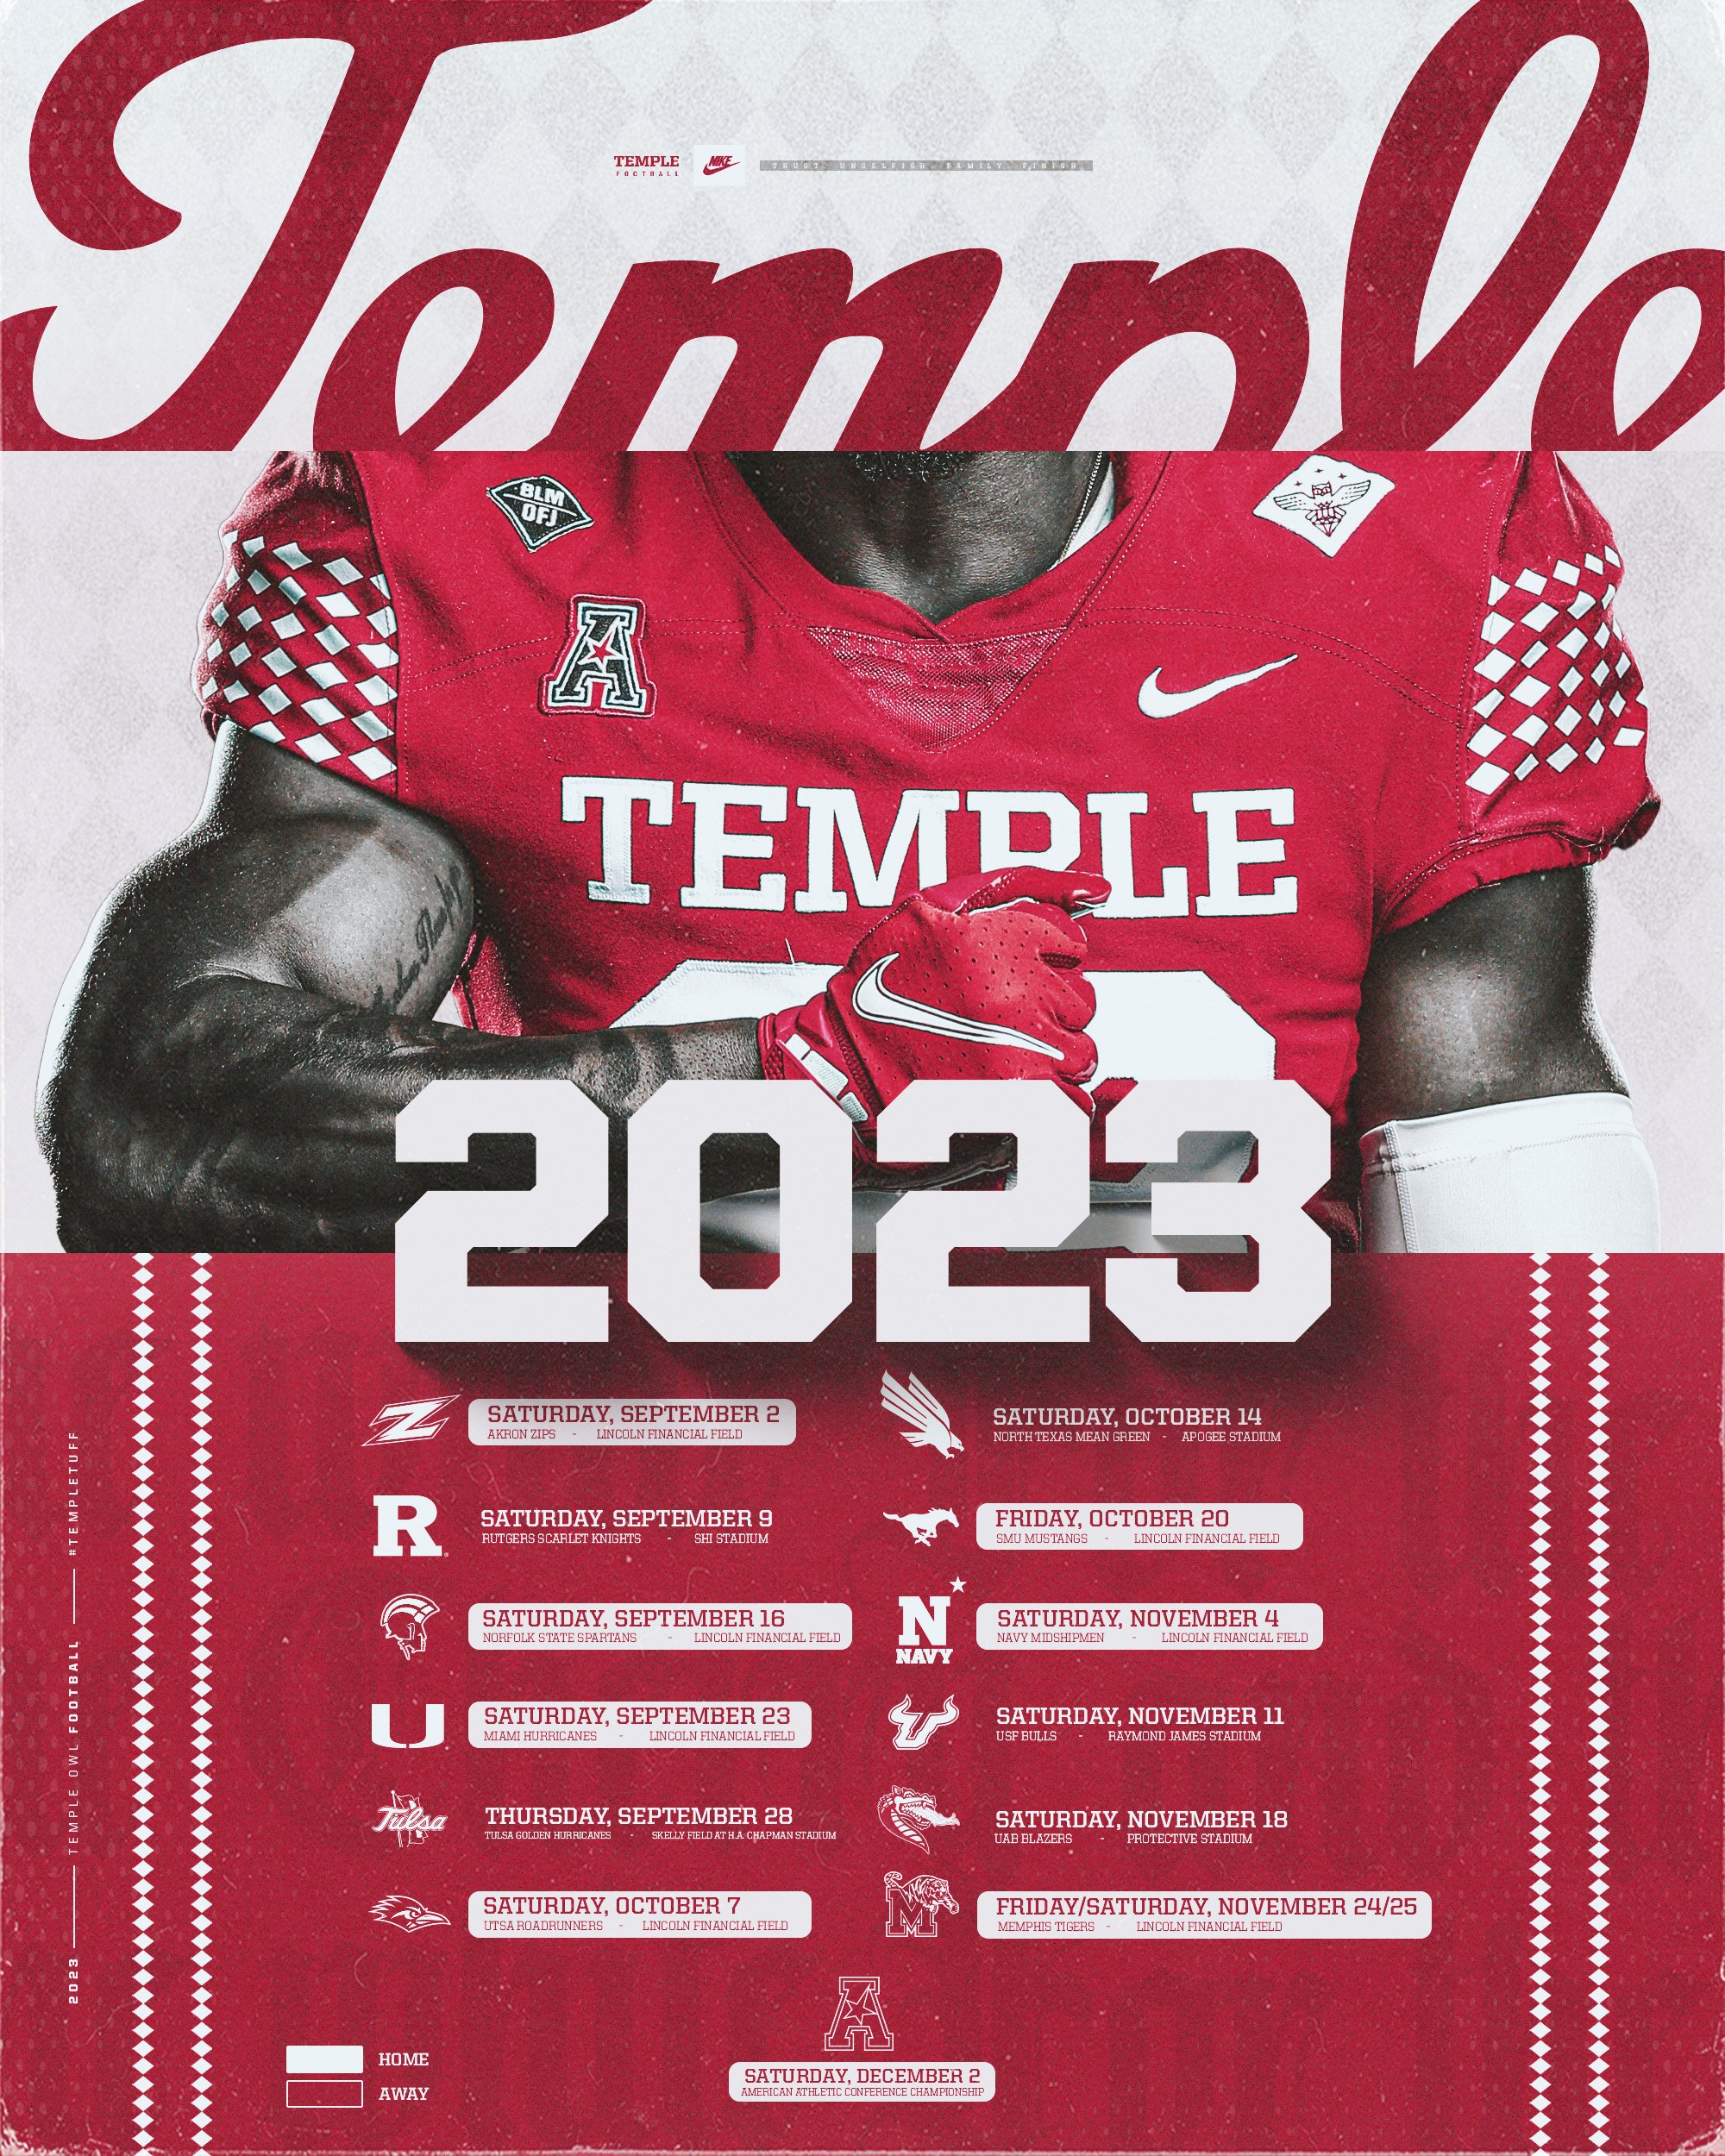 Temple
TEMPLE
FOOTBALL
NIKE
TRUST. UNSELFISH. FAMILY. FINISH.
BLM
OFJ
A
TEMPLE
2023
SATURDAY, SEPTEMBER 2
AKRON ZIPS - LINCOLN FINANCIAL FIELD
R
SATURDAY, SEPTEMBER 9
RUTGERS SCARLET KNIGHTS - SHI STADIUM
SATURDAY, SEPTEMBER 16
NORFOLK STATE SPARTANS - LINCOLN FINANCIAL FIELD
U
SATURDAY, SEPTEMBER 23
MIAMI HURRICANES - LINCOLN FINANCIAL FIELD
Tulsa
THURSDAY, SEPTEMBER 28
TULSA GOLDEN HURRICANES - SKELLY FIELD AT H.A. CHAPMAN STADIUM
SATURDAY, OCTOBER 7
UTSA ROADRUNNERS - LINCOLN FINANCIAL FIELD
SATURDAY, OCTOBER 14
NORTH TEXAS MEAN GREEN - APOGEE STADIUM
FRIDAY, OCTOBER 20
SMU MUSTANGS - LINCOLN FINANCIAL FIELD
N
NAVY
SATURDAY, NOVEMBER 4
NAVY MIDSHIPMEN - LINCOLN FINANCIAL FIELD
SATURDAY, NOVEMBER 11
USF BULLS - RAYMOND JAMES STADIUM
SATURDAY, NOVEMBER 18
UAB BLAZERS - PROTECTIVE STADIUM
M
FRIDAY/SATURDAY, NOVEMBER 24/25
MEMPHIS TIGERS - LINCOLN FINANCIAL FIELD
A
SATURDAY, DECEMBER 2
AMERICAN ATHLETIC CONFERENCE CHAMPIONSHIP
HOME
AWAY
2023 TEMPLE OWL FOOTBALL #TEMPLETUFF